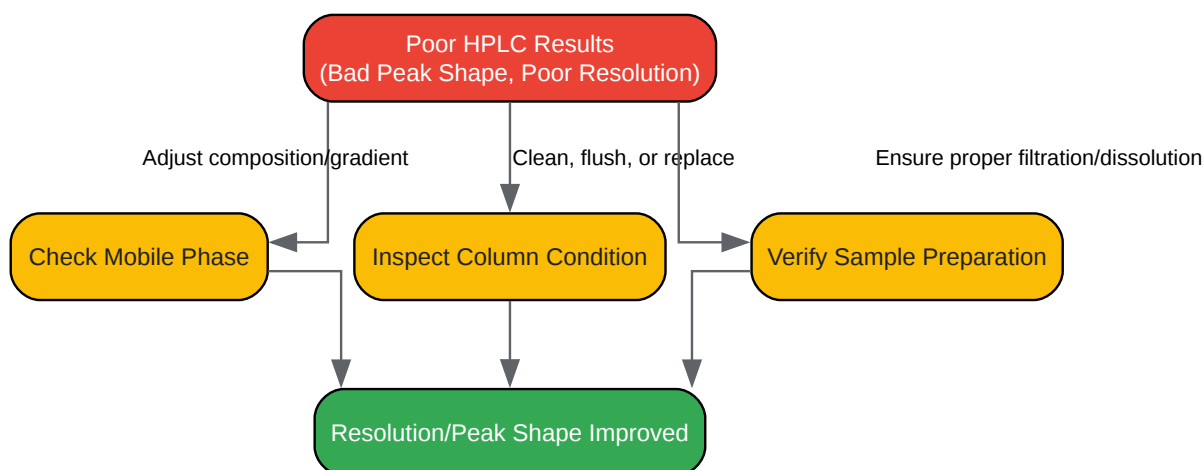 Poor HPLC Results
(Bad Peak Shape, Poor Resolution)
Adjust composition/gradient
Clean, flush, or replace
Ensure proper filtration/dissolution
Check Mobile Phase
Inspect Column Condition
Verify Sample Preparation
Resolution/Peak Shape Improved